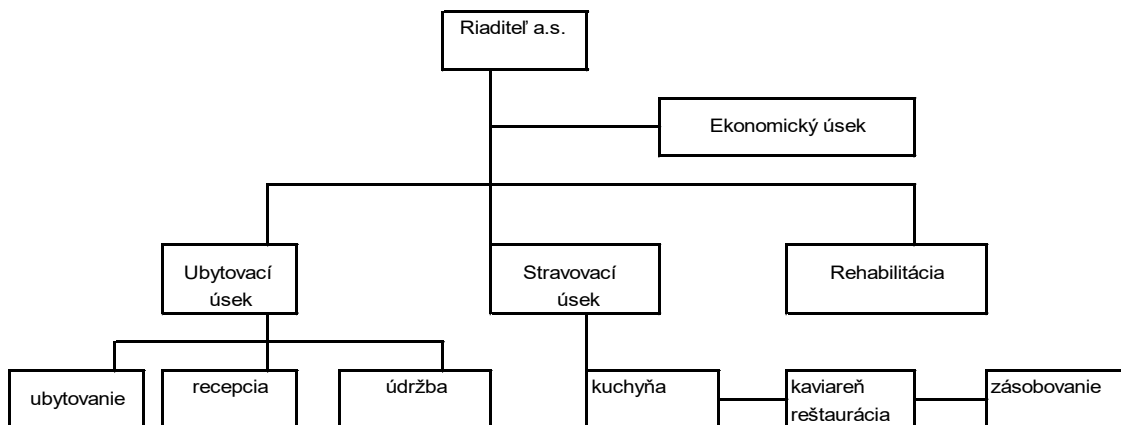 Riaditeľ a.s.
Ekonomický úsek
Ubytovací
úsek
Stravovací
úsek
Rehabilitácia
ubytovanie
recepcia
údržba
kuchyňa
kaviareň
reštaurácia
zásobovanie